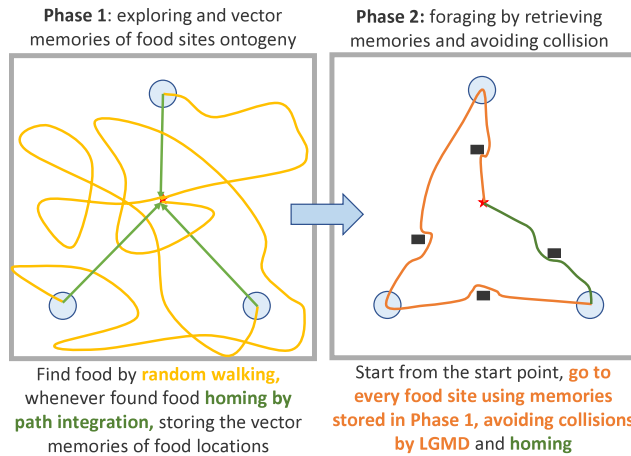 Phase 1: exploring and vector
memories of food sites ontogeny
Phase 2: foraging by retrieving
memories and avoiding collision
Find food by random walking,
whenever found food homing by
path integration, storing the vector
memories of food locations
Start from the start point, go to
every food site using memories
stored in Phase 1, avoiding collisions
by LGMD and homing